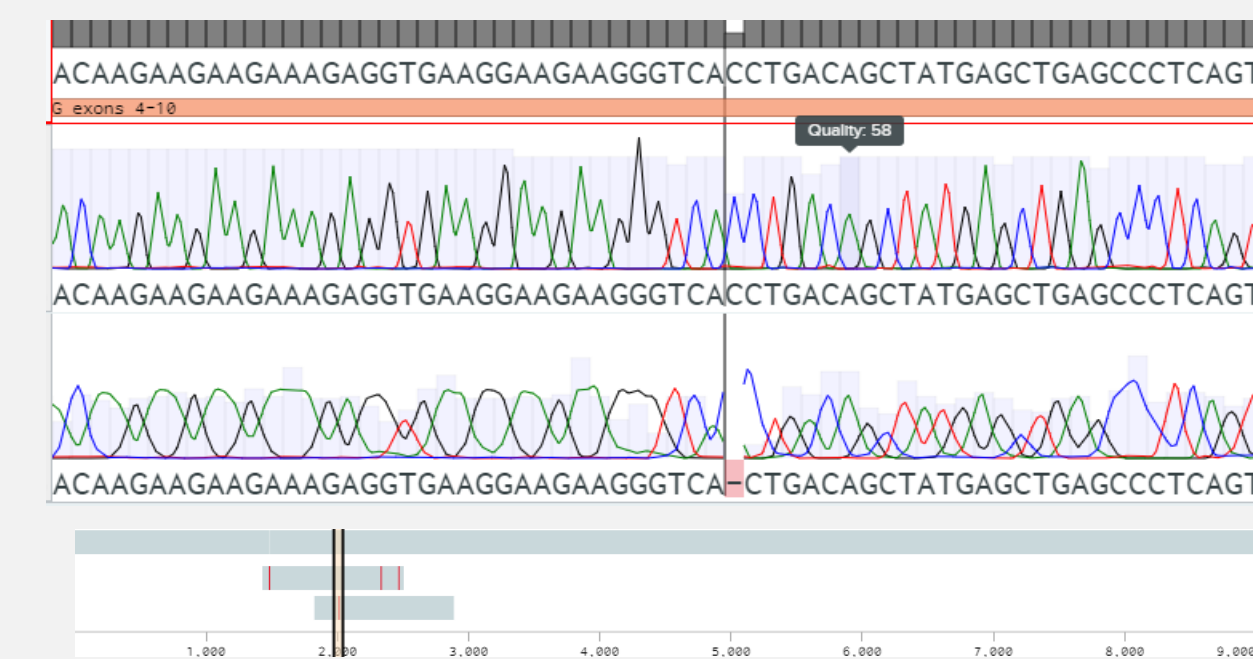 ACAAGAAGAAGAAAGAGGTGAAGGAAGAAGGGTCACCTGACAGCTATGAGCTGAGCCCTCAGT
G exons 4-10
Quality: 58
ACAAGAAGAAGAAAGAGGTGAAGGAAGAAGGGTCACCTGACAGCTATGAGCTGAGCCCTCAGT
ACAAGAAGAAGAAAGAGGTGAAGGAAGAAGGGTCA-CTGACAGCTATGAGCTGAGCCCTCAGT
1,000 2,000 3,000 4,000 5,000 6,000 7,000 8,000 9,000